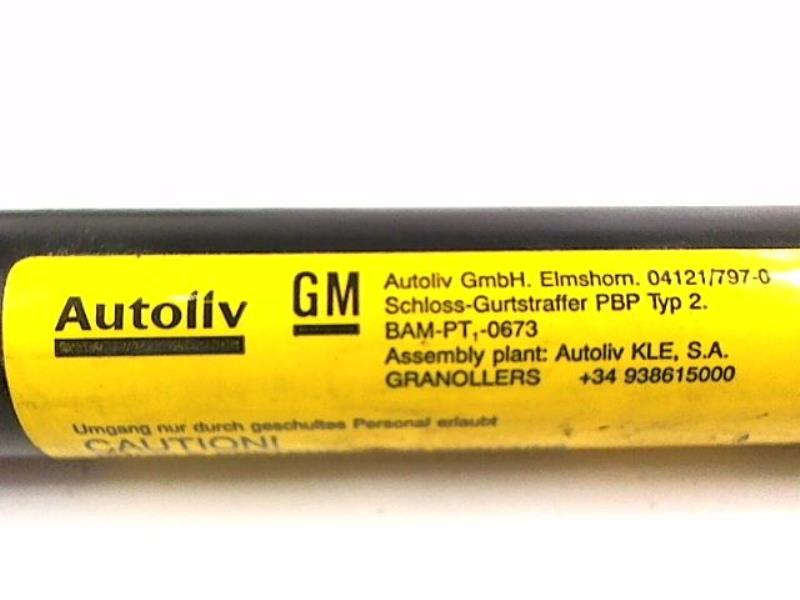 Autoliv
GM
Autoliv GmbH. Elmshorn. 04121/797-0
Schloss-Gurtstraffer PBP Typ 2.
BAM-PT₁-0673
Assembly plant: Autoliv KLE, S.A.
GRANOLLERS +34 938615000
Umgang nur durch geschultes Personal erlaubt
CAUTION!